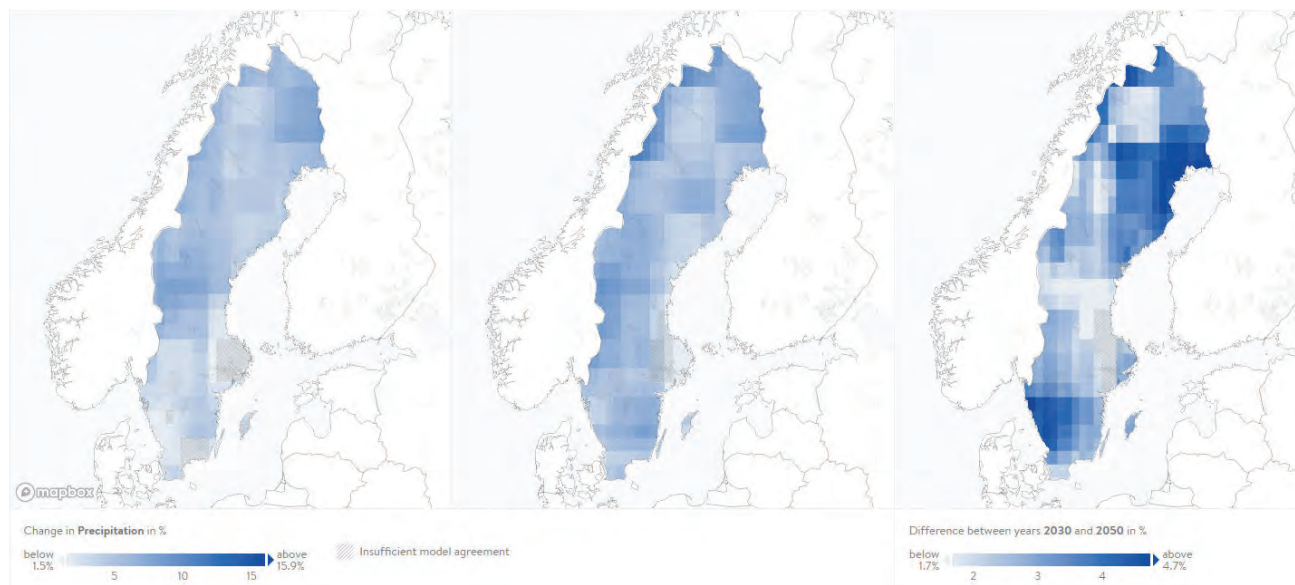 mapbox
Change in Precipitation in %
below
1.5%
above
15.9%
5 10 15
Insufficient model agreement
Difference between years 2030 and 2050 in %
below
1.7%
above
4.7%
2 3 4